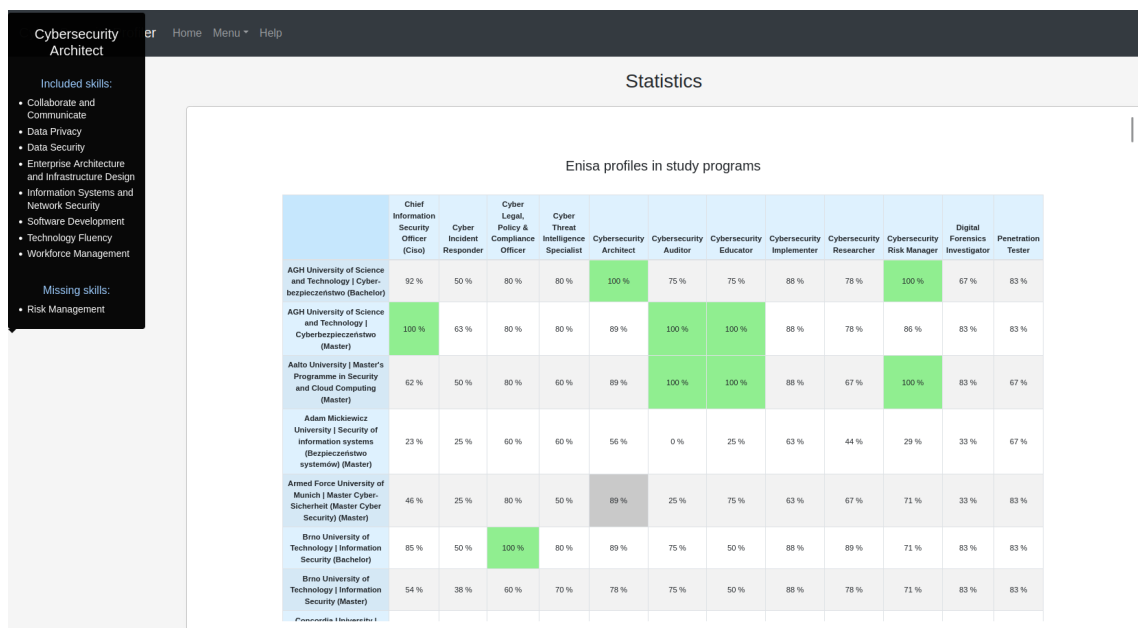 Cybersecurity
Architect
er Home Menu Help
Included skills:
• Collaborate and
Communicate
• Data Privacy
• Data Security
• Enterprise Architecture
and Infrastructure Design
• Information Systems and
Network Security
• Software Development
• Technology Fluency
• Workforce Management
Missing skills:
• Risk Management
Statistics
Enisa profiles in study programs
Chief
Information
Security
Officer
(Ciso)
Cyber
Incident
Responder
Cyber
Legal,
Policy &
Compliance
Officer
Cyber
Threat
Intelligence
Specialist
Cybersecurity
Architect
Cybersecurity
Auditor
Cybersecurity
Educator
Cybersecurity
Implementer
Cybersecurity
Researcher
Cybersecurity
Risk Manager
Digital
Forensics
Investigator
Penetration
Tester
AGH University of Science
and Technology | Cyber-
bezpieczeństwo (Bachelor)
92 % 50 % 80 % 80 % 100 % 75 % 75 % 88 % 78 % 100 % 67 % 83 %
AGH University of Science
and Technology |
Cyberbezpieczeństwo
(Master)
100 % 63 % 80 % 80 % 89 % 100 % 100 % 88 % 78 % 86 % 83 % 83 %
Aalto University | Master's
Programme in Security
and Cloud Computing
(Master)
62 % 50 % 80 % 60 % 89 % 100 % 100 % 88 % 67 % 100 % 83 % 67 %
Adam Mickiewicz
University | Security of
information systems
(Bezpieczeństwo
systemów) (Master)
23 % 25 % 60 % 60 % 56 % 0 % 25 % 63 % 44 % 29 % 33 % 67 %
Armed Force University of
Munich | Master Cyber-
Sicherheit (Master Cyber
Security) (Master)
46 % 25 % 80 % 50 % 89 % 25 % 75 % 63 % 67 % 71 % 33 % 83 %
Brno University of
Technology | Information
Security (Bachelor)
85 % 50 % 100 % 80 % 89 % 75 % 50 % 88 % 89 % 71 % 83 % 83 %
Brno University of
Technology | Information
Security (Master)
54 % 38 % 60 % 70 % 78 % 75 % 50 % 88 % 78 % 71 % 83 % 83 %
Concordia University |